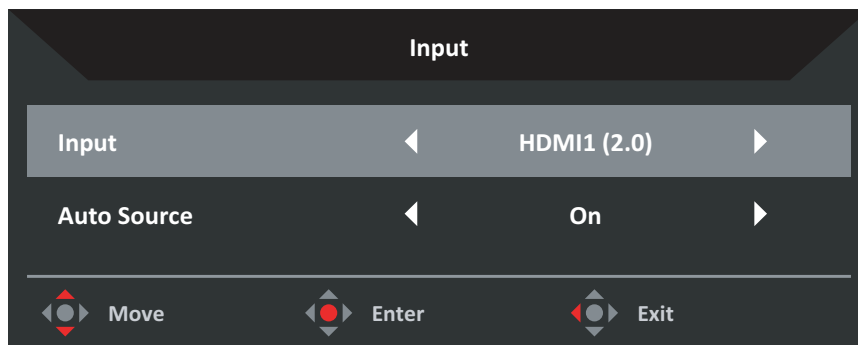 Input
Input HDMI1 (2.0)
Auto Source On
Move Enter Exit